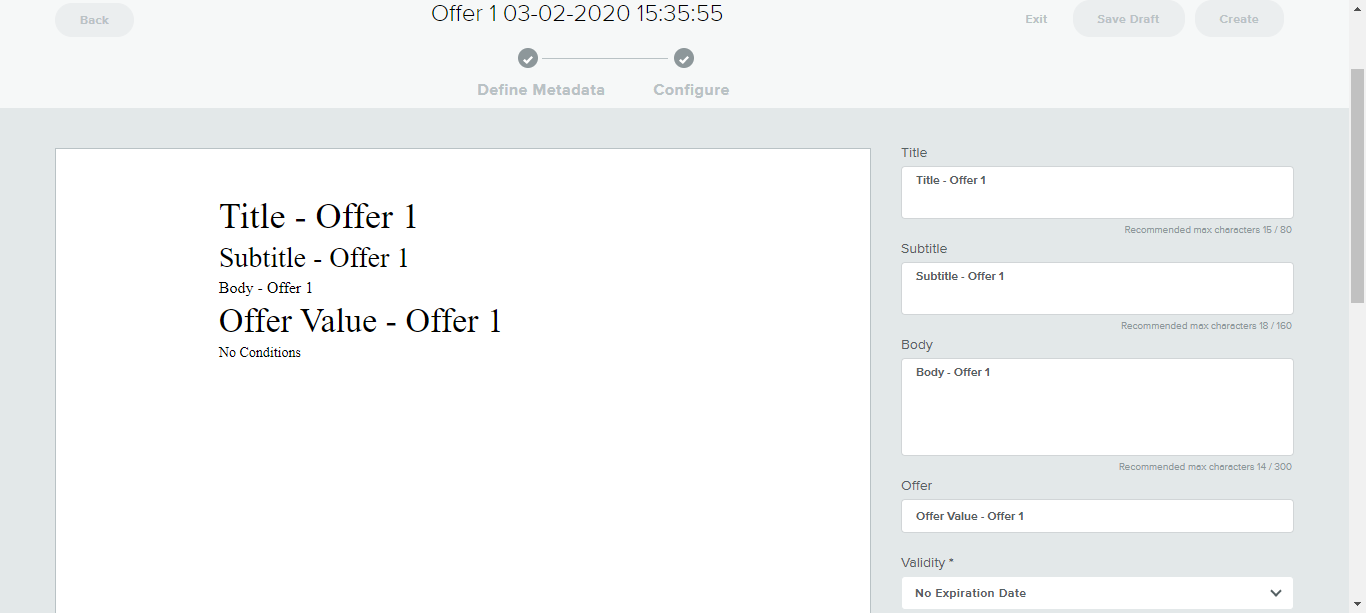 Back
Offer 1 03-02-2020 15:35:55
Exit
Save Draft
Create
Define Metadata
Configure
Title - Offer 1
Subtitle - Offer 1
Body - Offer 1
Offer Value - Offer 1
No Conditions
Title
Title - Offer 1
Recommended max characters 15 / 80
Subtitle
Subtitle - Offer 1
Recommended max characters 18 / 160
Body
Body - Offer 1
Recommended max characters 14 / 300
Offer
Offer Value - Offer 1
Validity *
No Expiration Date